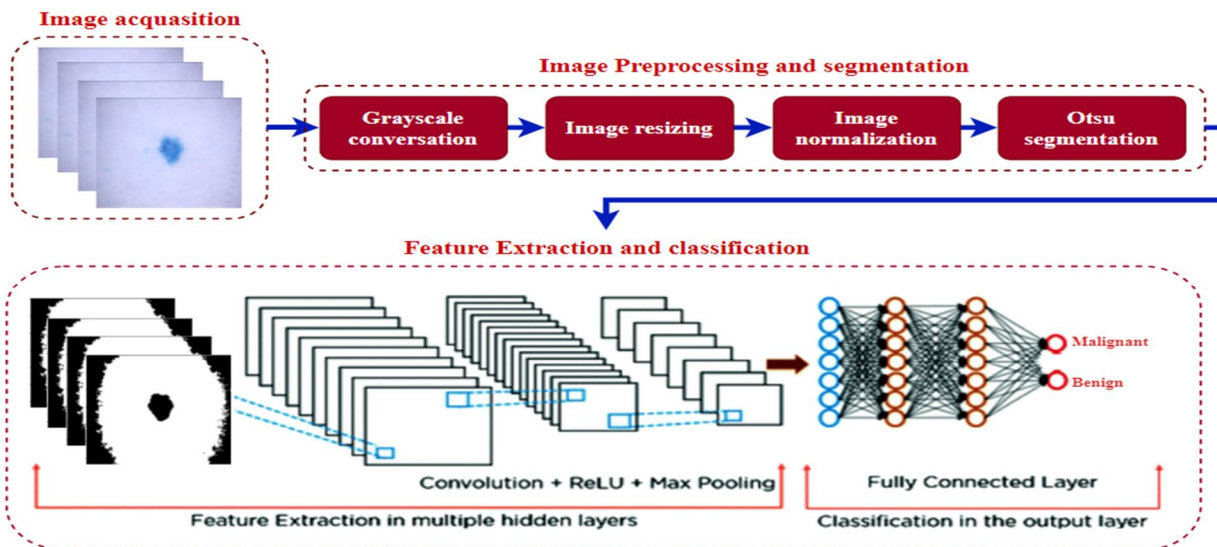 Image acquasition
Image Preprocessing and segmentation
Grayscale
conversation
Image resizing
Image
normalization
Otsu
segmentation
Feature Extraction and classification
Malignant
Benign
Convolution + ReLU + Max Pooling
Fully Connected Layer
Feature Extraction in multiple hidden layers
Classification in the output layer